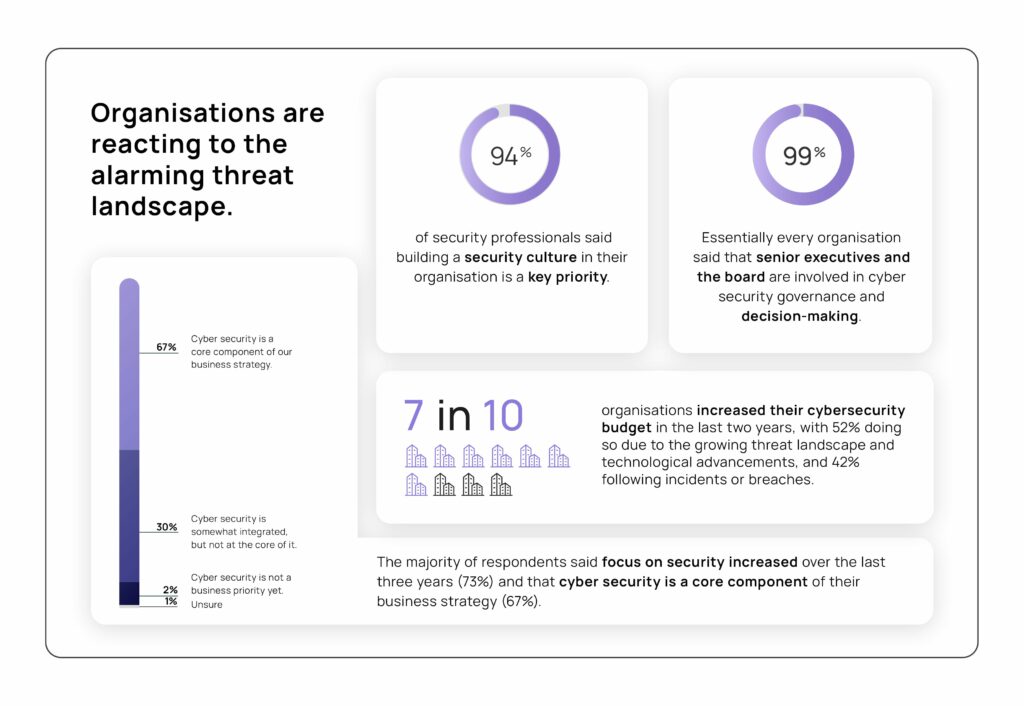 Organisations are
reacting to the
alarming threat
landscape.
94%
of security professionals said
building a security culture in their
organisation is a key priority.
99%
Essentially every organisation
said that senior executives and
the board are involved in cyber
security governance and
decision-making.
67%
Cyber security is a
core component of our
business strategy.
30%
Cyber security is
somewhat integrated,
but not at the core of it.
2%
Cyber security is not a
business priority yet.
1%
Unsure
7 in 10
organisations increased their cybersecurity
budget in the last two years, with 52% doing
so due to the growing threat landscape and
technological advancements, and 42%
following incidents or breaches.
The majority of respondents said focus on security increased over the last
three years (73%) and that cyber security is a core component of their
business strategy (67%).